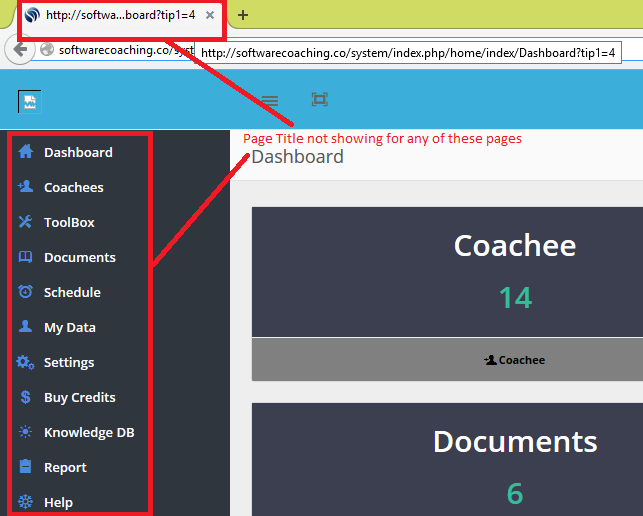 http://softwa...board?tip1=4 × +
softwarecoaching.co/syst
http://softwarecoaching.co/system/index.php/home/index/Dashboard?tip1=4
Page Title not showing for any of these pages
Dashboard
Dashboard
Coachees
ToolBox
Documents
Schedule
My Data
Settings
Buy Credits
Knowledge DB
Report
Help
Coachee
14
Coachee
Documents
6